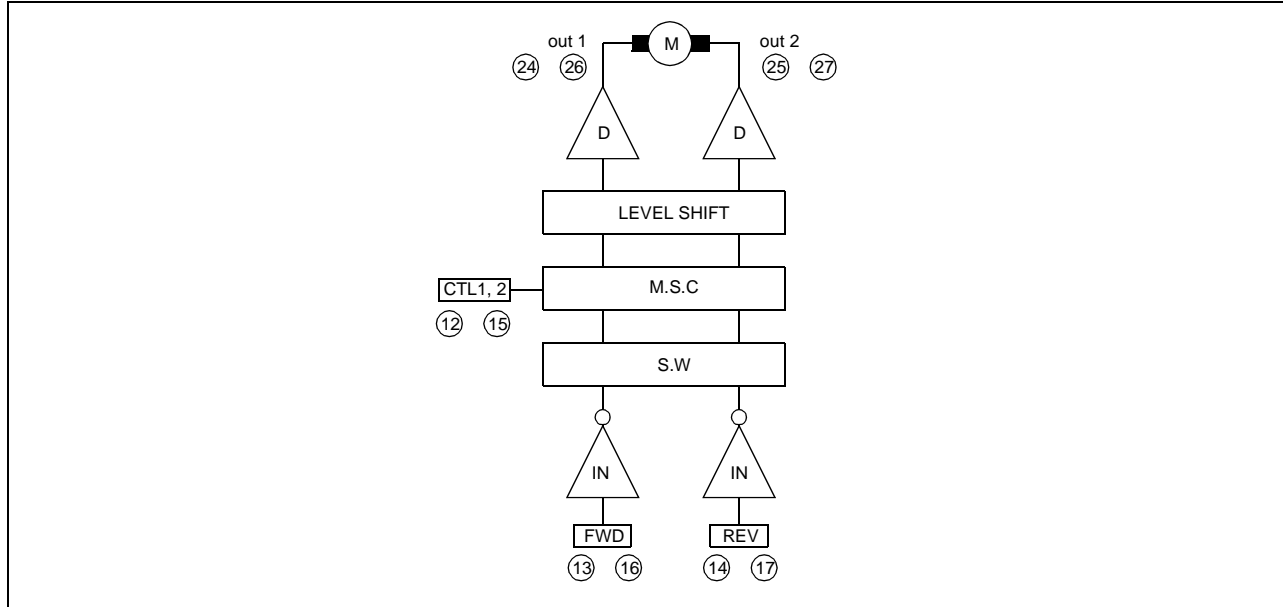 out 1
M
out 2
24 26
25 27
D
D
LEVEL SHIFT
CTL1, 2
M.S.C
12 15
S.W
IN
IN
FWD
REV
13 16
14 17